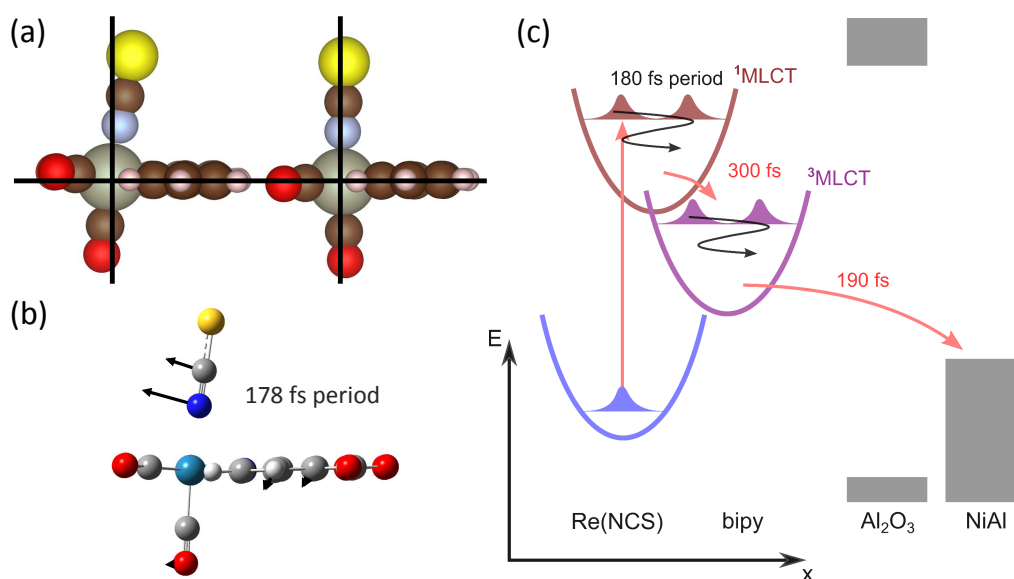 (a)
(b)
178 fs period
(c)
180 fs period
¹MLCT
300 fs
³MLCT
190 fs
E
Re(NCS)
bipy
Al₂O₃
NiAl
x